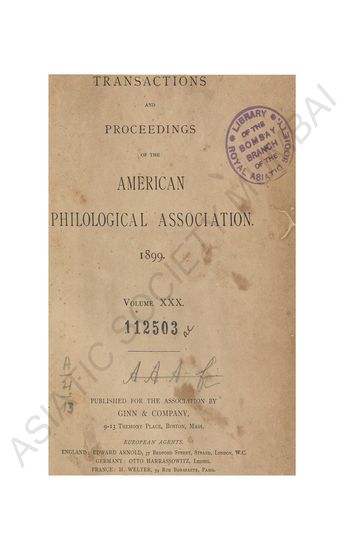 TRANSACTIONS
AND
PROCEEDINGS
OF THE
AMERICAN
PHILOLOGICAL ASSOCIATION.
1899.
VOLUME XXX.
112503
PUBLISHED FOR THE ASSOCIATION BY
GINN & COMPANY,
9-13 TREMONT PLACE, BOSTON, MASS.
EUROPEAN AGENTS.
ENGLAND: EDWARD ARNOLD, 37 BEDFORD STREET, STRAND, LONDON, W.C.
GERMANY: OTTO HARRASSOWITZ, LEIPSIG.
FRANCE: H. WELTER, 59 RUE BONAPARTE, PARIS.
LIBRARY
OF THE
BOMBAY
BRANCH
OF THE
ROYAL ASIATIC SOCIETY
ASIATIC SOCIETY MUMBAI